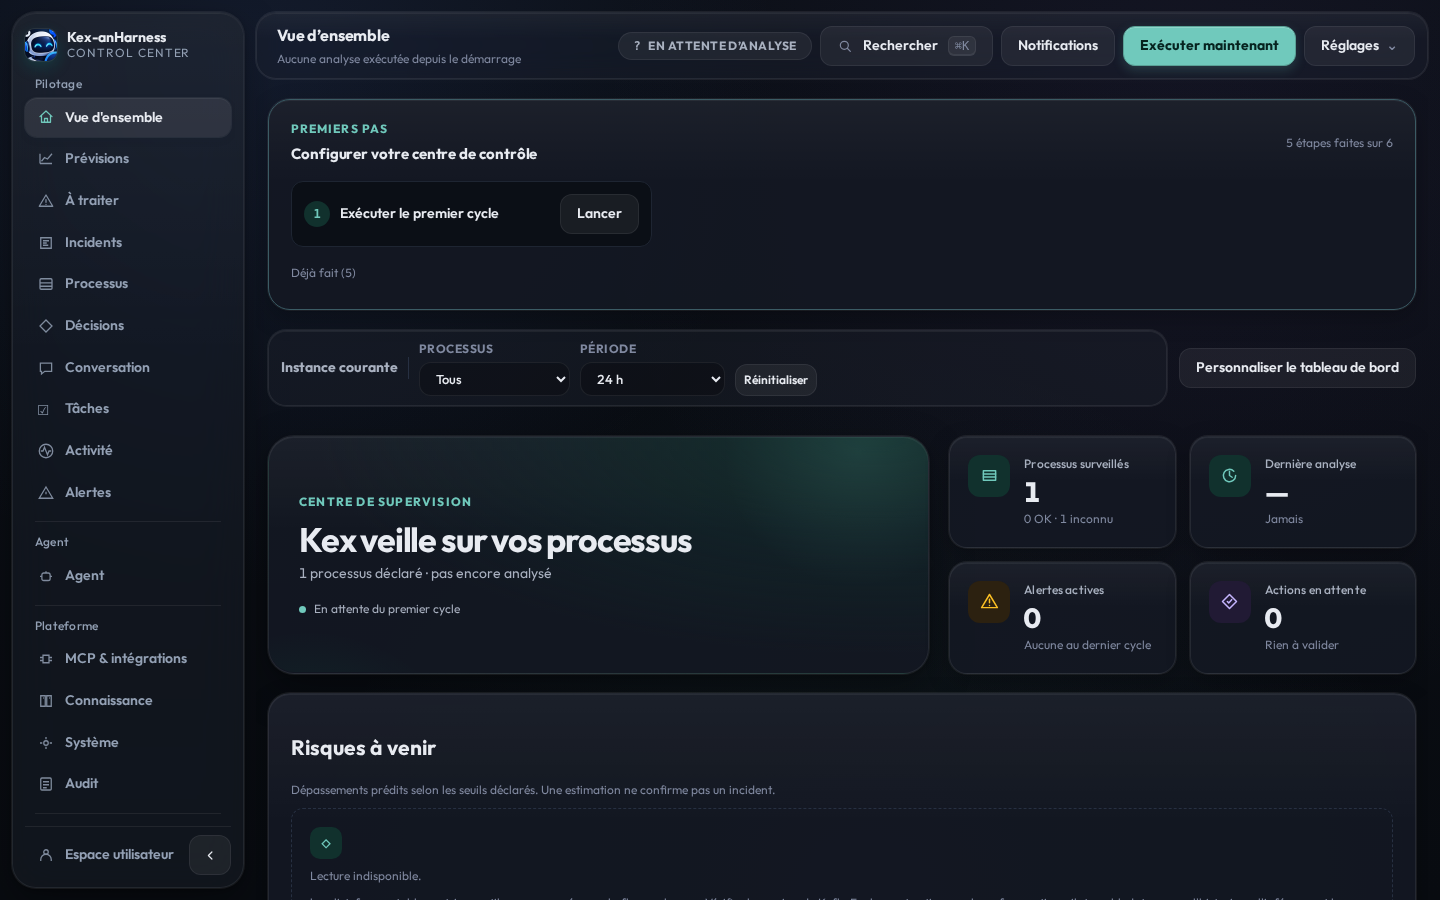 Kex-anHarness
CONTROL CENTER
Pilotage
Vue d'ensemble
Prévisions
À traiter
Incidents
Processus
Décisions
Conversation
Tâches
Activité
Alertes
Agent
Agent
Plateforme
MCP & intégrations
Connaissance
Système
Audit
Espace utilisateur
Vue d'ensemble
Aucune analyse exécutée depuis le démarrage
? EN ATTENTE D'ANALYSE
Rechercher ⌘K
Notifications
Exécuter maintenant
Réglages
PREMIERS PAS
Configurer votre centre de contrôle
5 étapes faites sur 6
1 Exécuter le premier cycle
Lancer
Déjà fait (5)
Instance courante
PROCESSUS
Tous
PÉRIODE
24 h
Réinitialiser
Personnaliser le tableau de bord
CENTRE DE SUPERVISION
Kex veille sur vos processus
1 processus déclaré · pas encore analysé
En attente du premier cycle
Processus surveillés
1
0 OK · 1 inconnu
Dernière analyse
—
Jamais
Alertes actives
0
Aucune au dernier cycle
Actions en attente
0
Rien à valider
Risques à venir
Dépassements prédits selon les seuils déclarés. Une estimation ne confirme pas un incident.
Lecture indisponible.